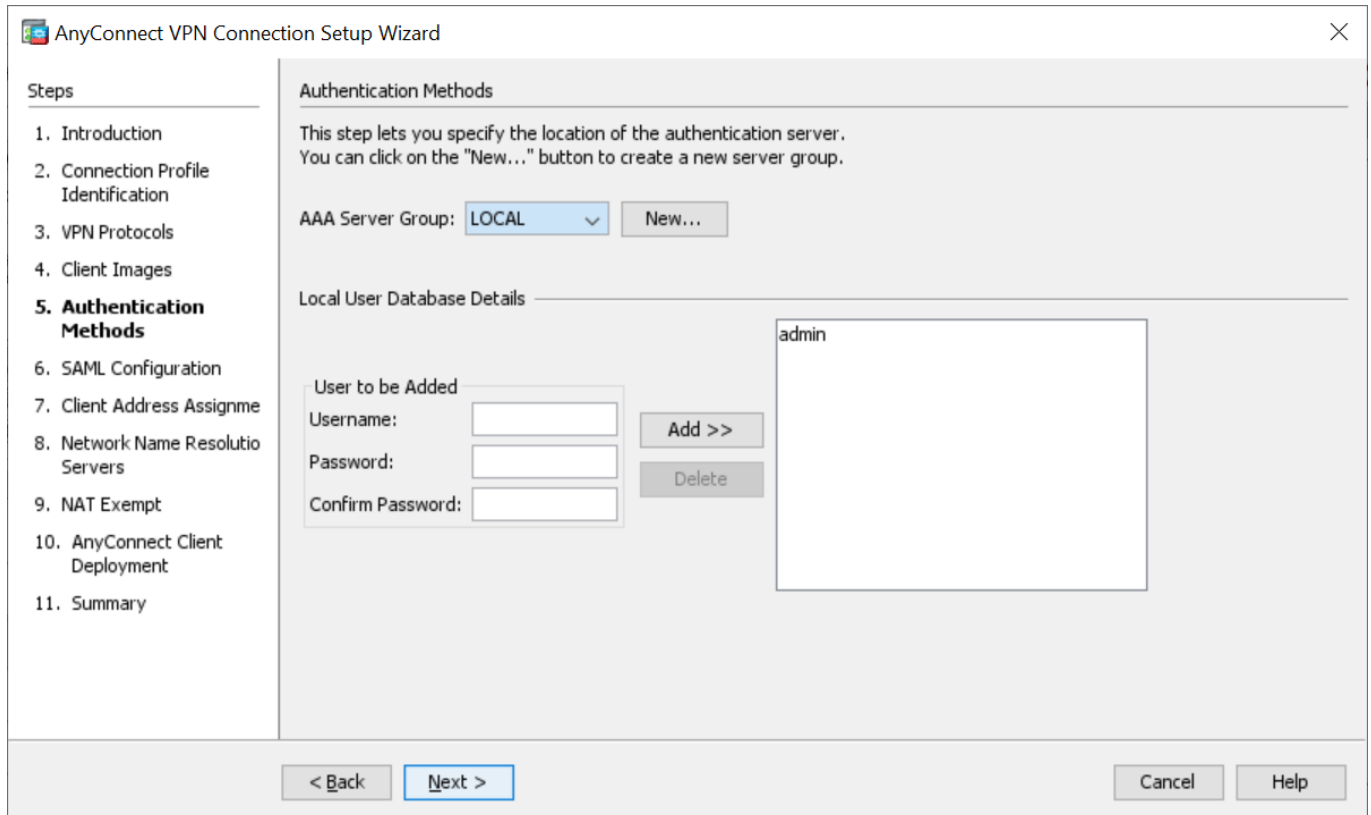 AnyConnect VPN Connection Setup Wizard
Steps
1. Introduction
2. Connection Profile
Identification
3. VPN Protocols
4. Client Images
5. Authentication
Methods
6. SAML Configuration
7. Client Address Assignme
8. Network Name Resolutio
Servers
9. NAT Exempt
10. AnyConnect Client
Deployment
11. Summary
Authentication Methods
This step lets you specify the location of the authentication server.
You can click on the "New..." button to create a new server group.
AAA Server Group: LOCAL New...
Local User Database Details
User to be Added
Username:
Password:
Confirm Password:
Add >>
Delete
admin
< Back Next > Cancel Help